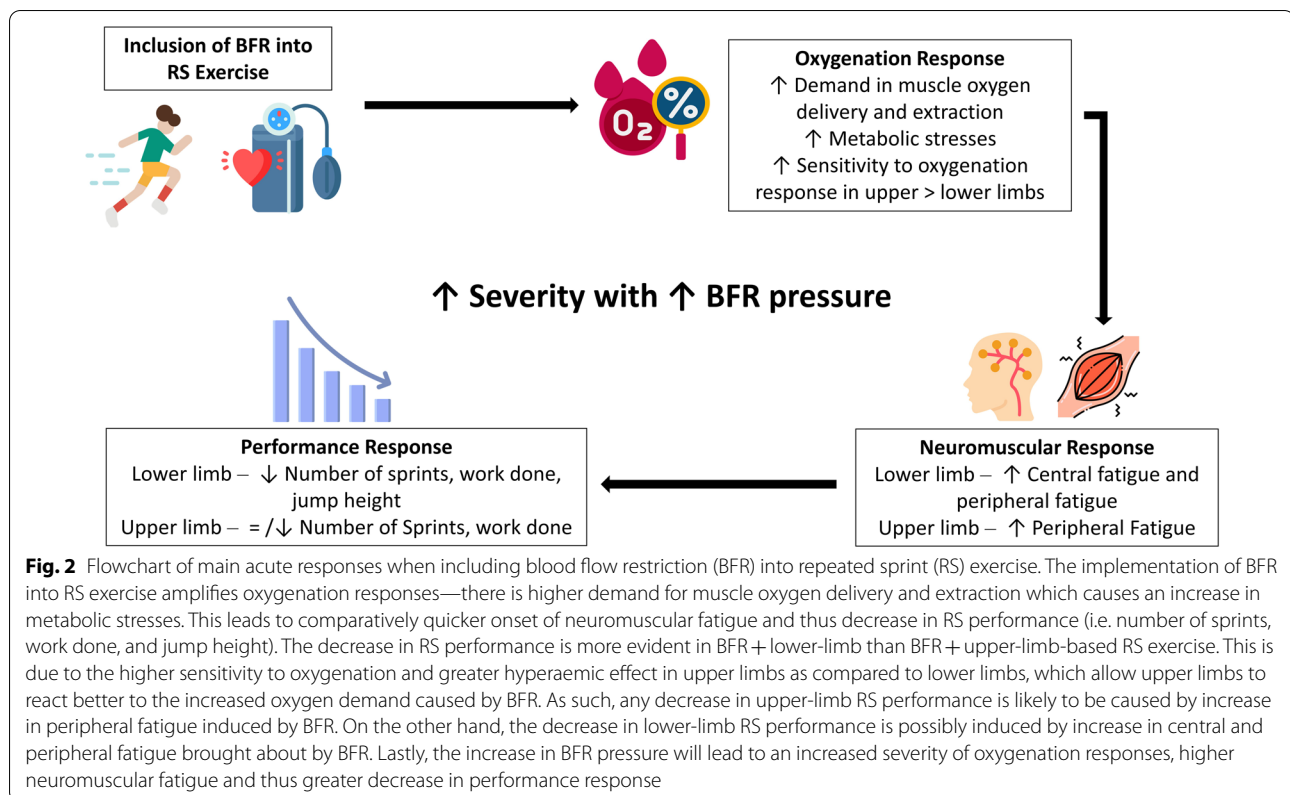 Inclusion of BFR into
RS Exercise
O₂
%
Oxygenation Response
↑ Demand in muscle oxygen
delivery and extraction
↑ Metabolic stresses
↑ Sensitivity to oxygenation
response in upper > lower limbs
↑ Severity with ↑ BFR pressure
Performance Response
Lower limb – ↓ Number of sprints, work done,
jump height
Upper limb – = /↓ Number of Sprints, work done
Neuromuscular Response
Lower limb – ↑ Central fatigue and
peripheral fatigue
Upper limb – ↑ Peripheral Fatigue
Fig. 2 Flowchart of main acute responses when including blood flow restriction (BFR) into repeated sprint (RS) exercise. The implementation of BFR
into RS exercise amplifies oxygenation responses—there is higher demand for muscle oxygen delivery and extraction which causes an increase in
metabolic stresses. This leads to comparatively quicker onset of neuromuscular fatigue and thus decrease in RS performance (i.e. number of sprints,
work done, and jump height). The decrease in RS performance is more evident in BFR + lower-limb than BFR + upper-limb-based RS exercise. This is
due to the higher sensitivity to oxygenation and greater hyperaemic effect in upper limbs as compared to lower limbs, which allow upper limbs to
react better to the increased oxygen demand caused by BFR. As such, any decrease in upper-limb RS performance is likely to be caused by increase
in peripheral fatigue induced by BFR. On the other hand, the decrease in lower-limb RS performance is possibly induced by increase in central and
peripheral fatigue brought about by BFR. Lastly, the increase in BFR pressure will lead to an increased severity of oxygenation responses, higher
neuromuscular fatigue and thus greater decrease in performance response